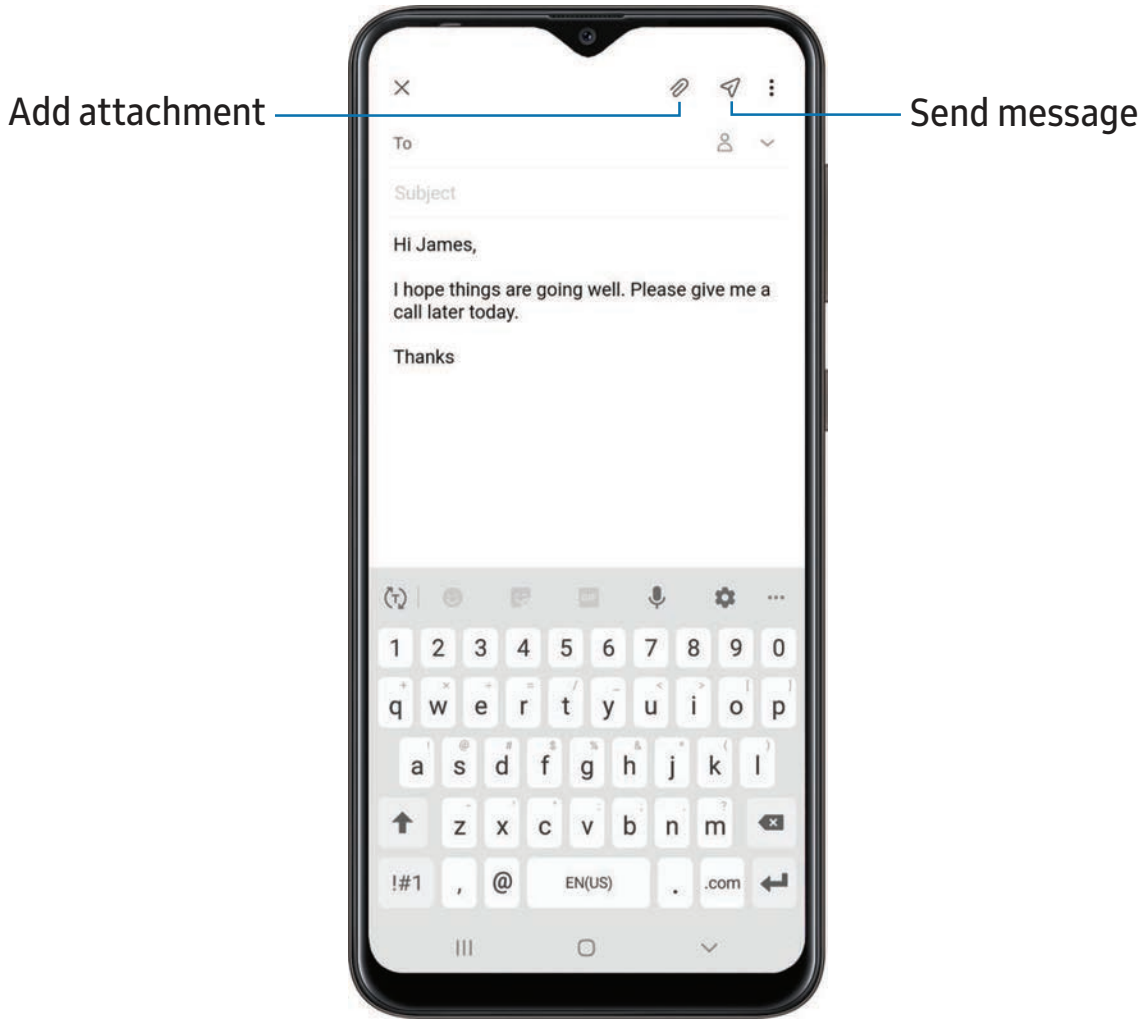 Add attachment
Send message
To
Subject
Hi James,
I hope things are going well. Please give me a
call later today.
Thanks
1 2 3 4 5 6 7 8 9 0
q w e r t y u i o p
a s d f g h j k l
z x c v b n m
!#1 , @ EN(US) . .com